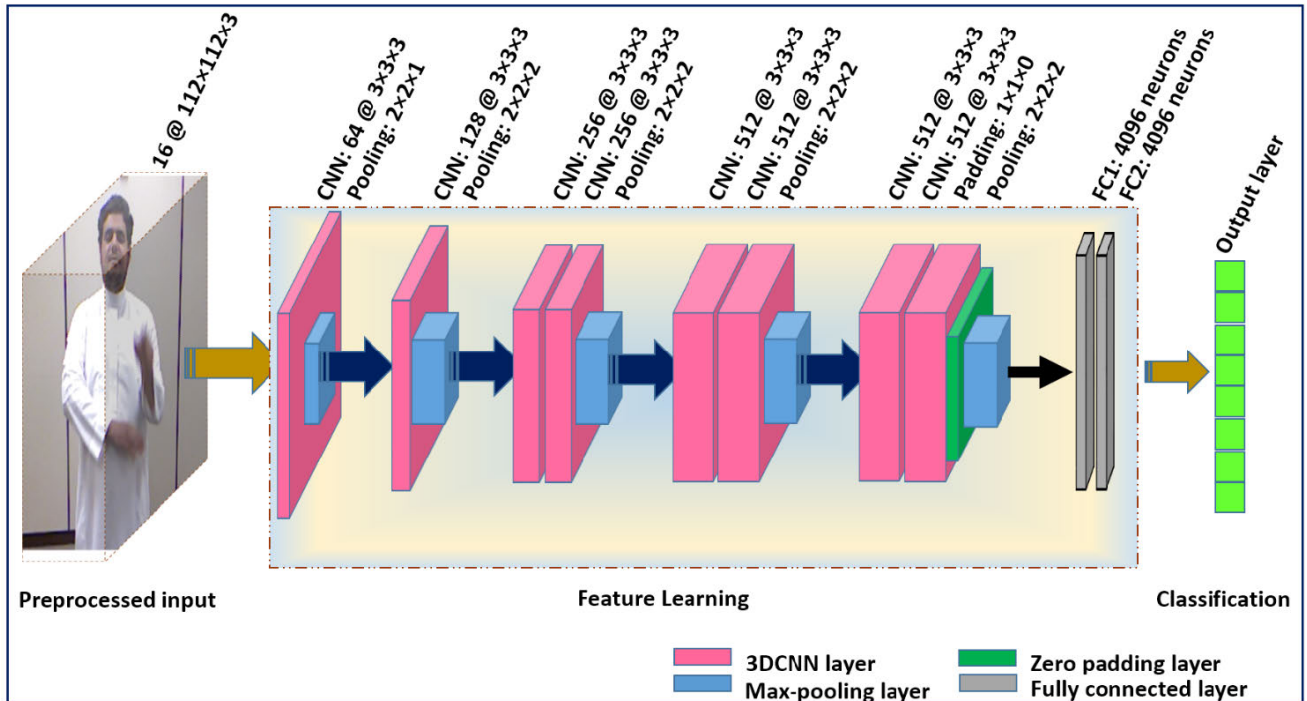 16 @ 112×112×3
CNN: 64 @ 3×3×3
Pooling: 2×2×1
CNN: 128 @ 3×3×3
Pooling: 2×2×2
CNN: 256 @ 3×3×3
CNN: 256 @ 3×3×3
Pooling: 2×2×2
CNN: 512 @ 3×3×3
CNN: 512 @ 3×3×3
Pooling: 2×2×2
CNN: 512 @ 3×3×3
CNN: 512 @ 3×3×3
Padding: 1×1×0
Pooling: 2×2×2
FC1: 4096 neurons
FC2: 4096 neurons
Output layer
Preprocessed input
Feature Learning
Classification
3DCNN layer
Zero padding layer
Max-pooling layer
Fully connected layer